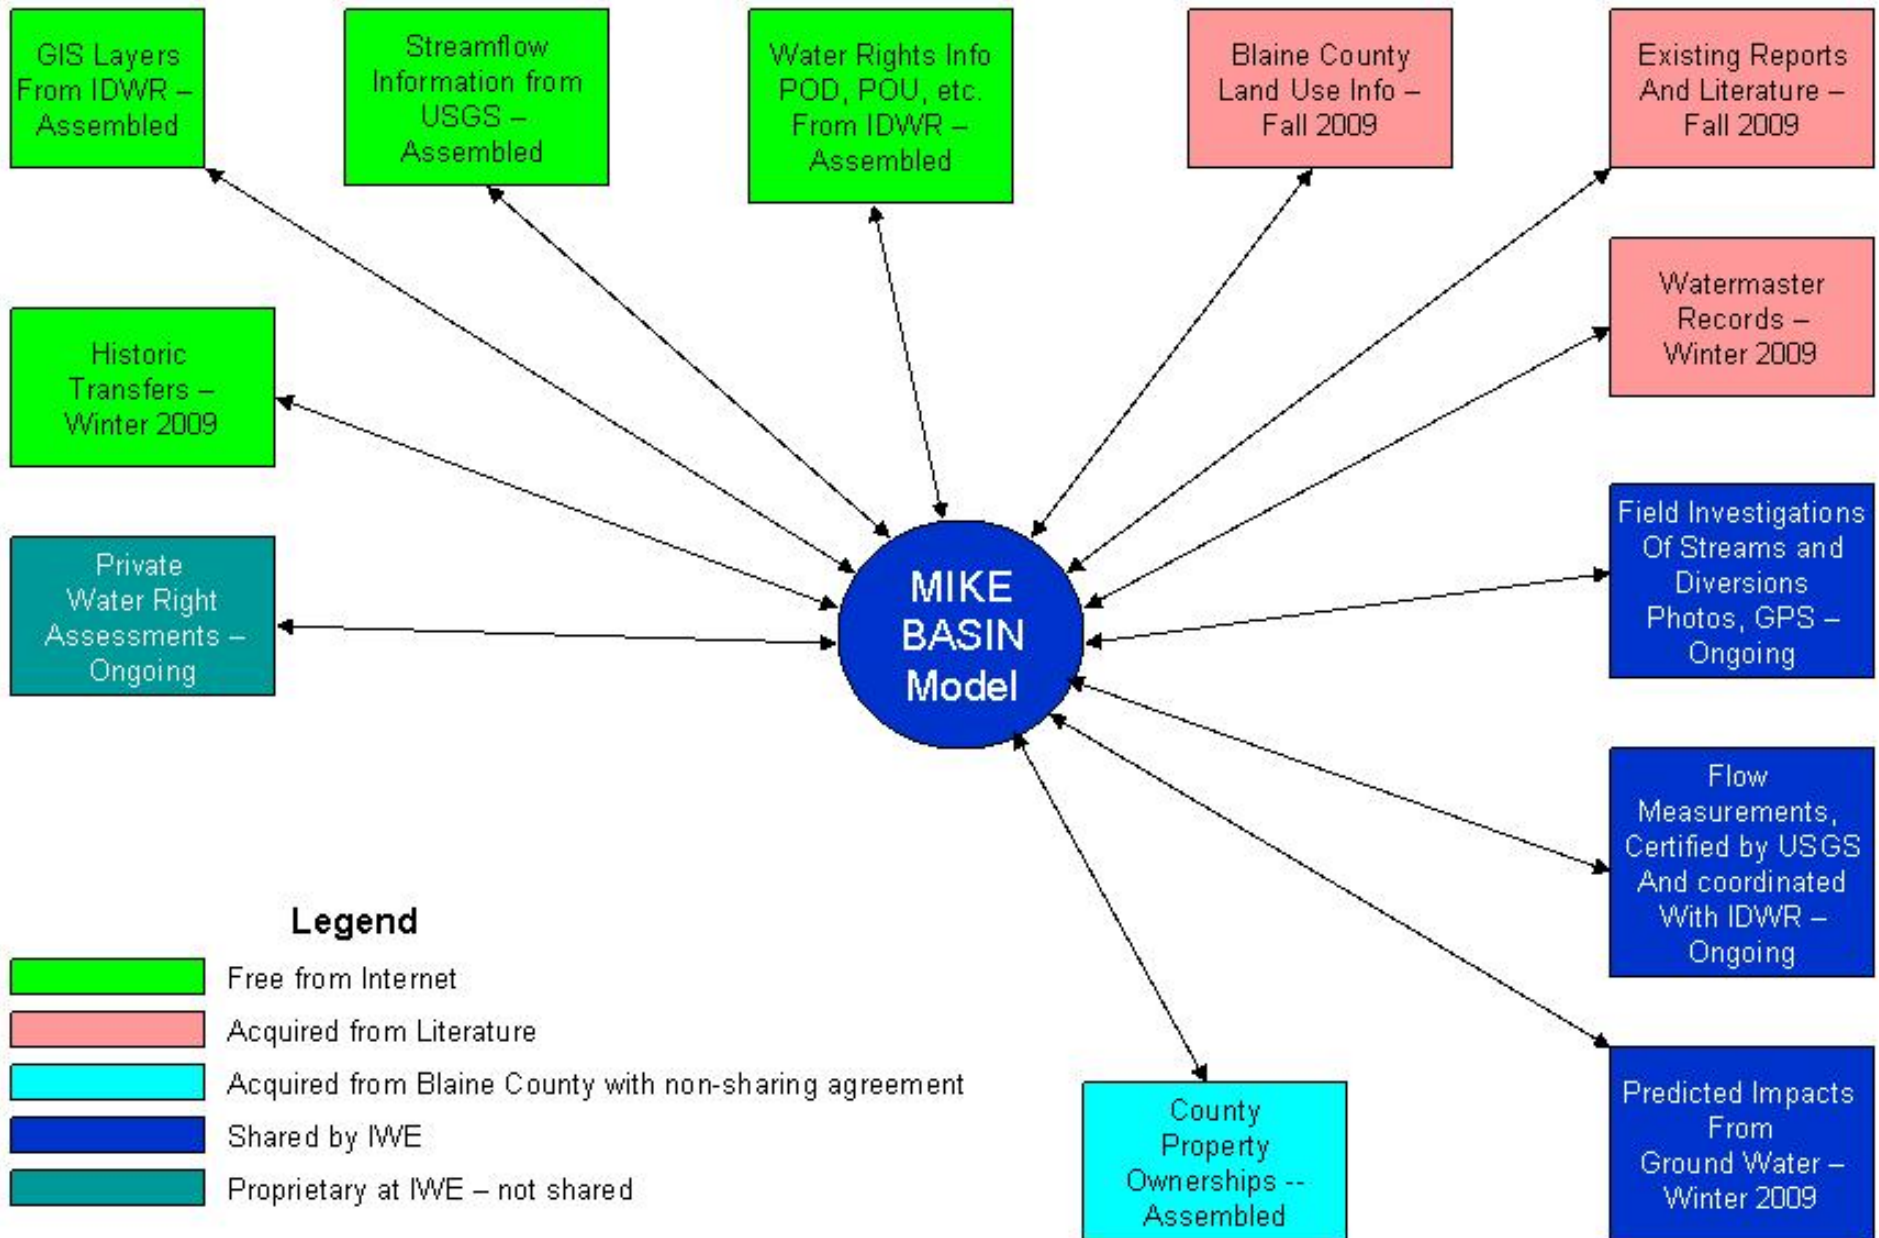 GIS Layers
From IDWR –
Assembled
Streamflow
Information from
USGS –
Assembled
Water Rights Info
POD, POU, etc.
From IDWR –
Assembled
Blaine County
Land Use Info –
Fall 2009
Existing Reports
And Literature –
Fall 2009
Historic
Transfers –
Winter 2009
Watermaster
Records –
Winter 2009
Private
Water Right
Assessments –
Ongoing
MIKE
BASIN
Model
Field Investigations
Of Streams and
Diversions
Photos, GPS –
Ongoing
Flow
Measurements,
Certified by USGS
And coordinated
With IDWR –
Ongoing
Predicted Impacts
From
Ground Water –
Winter 2009
County
Property
Ownerships --
Assembled
Legend
Free from Internet
Acquired from Literature
Acquired from Blaine County with non-sharing agreement
Shared by IWE
Proprietary at IWE – not shared